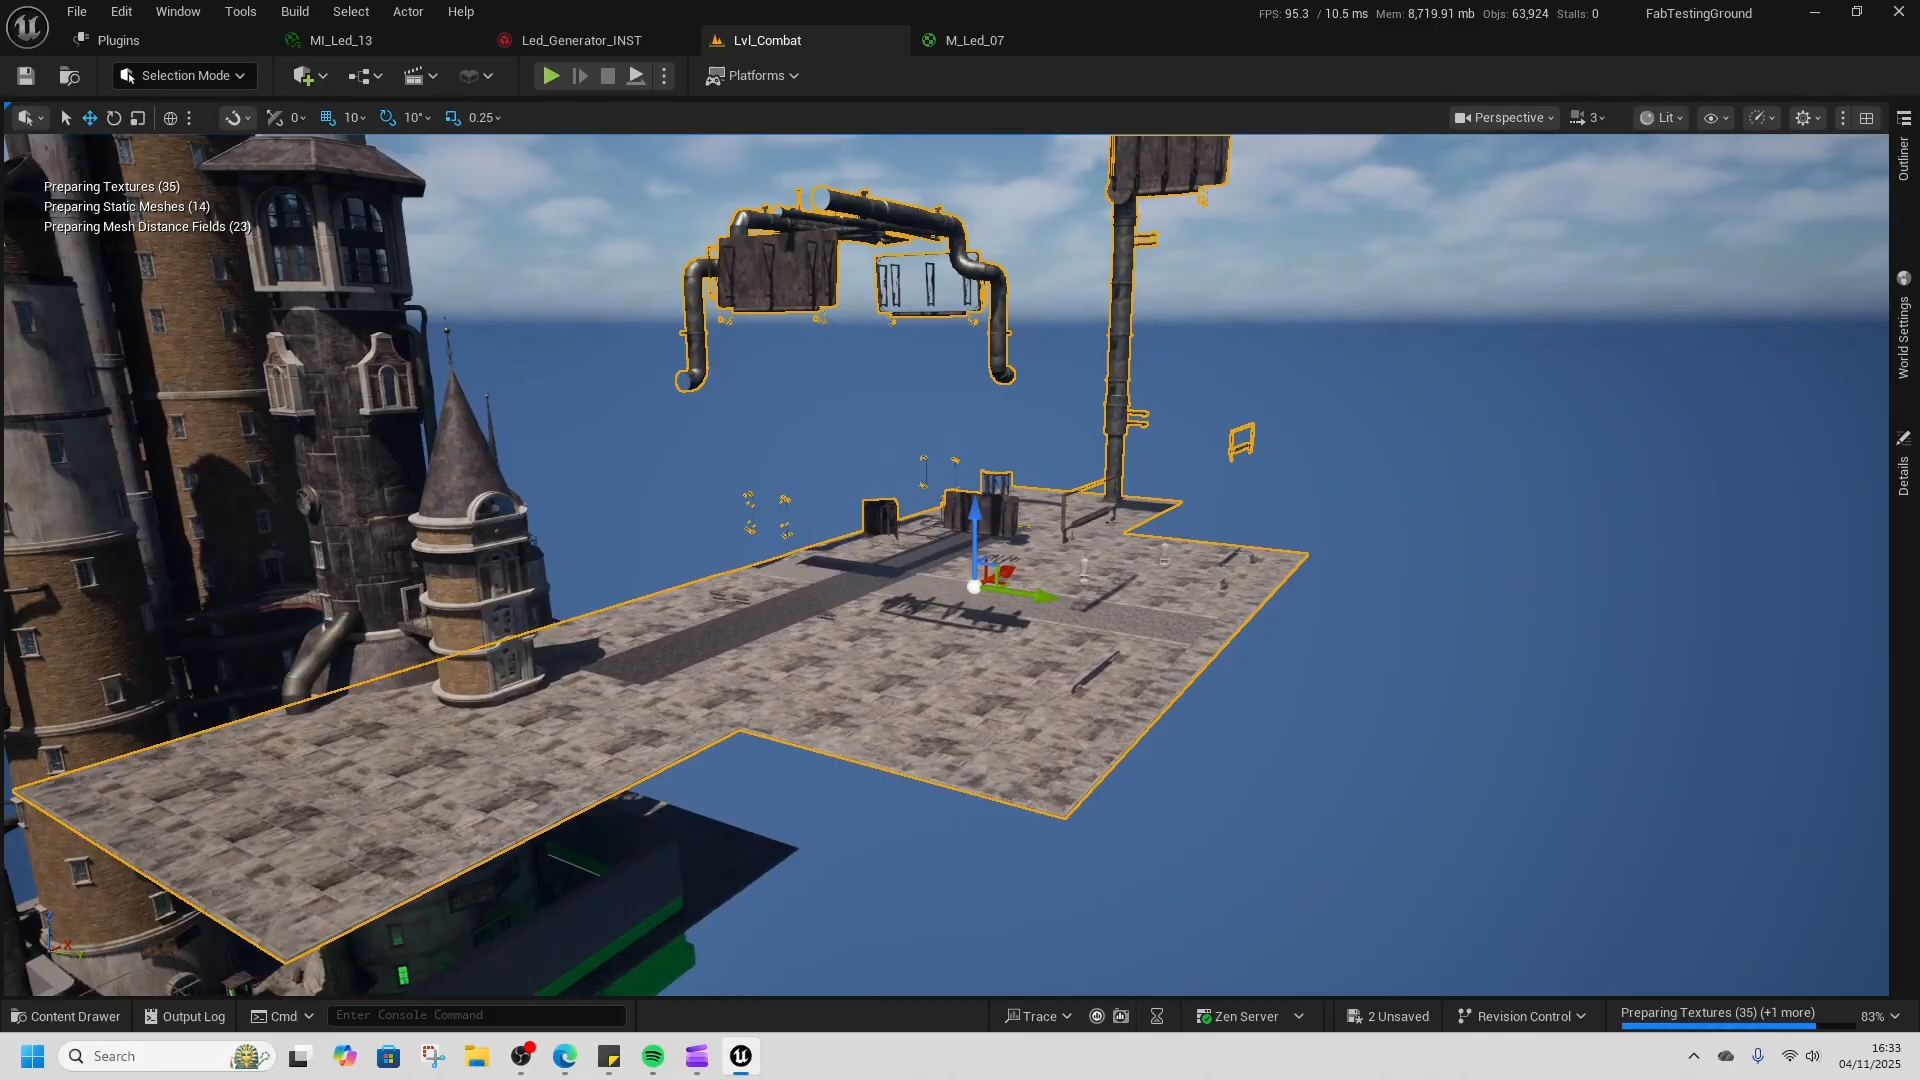 File Edit Window Tools Build Select Actor Help
FPS: 95.3 / 10.5 ms Mem: 8,719.91 mb Objs: 63,924 Stalls: 0 FabTestingGround
Plugins MI_Led_13 Led_Generator_INST Lvl_Combat M_Led_07
Selection Mode Platforms
0 10 10° 0.25 Perspective 3 Lit
Preparing Textures (35)
Preparing Static Meshes (14)
Preparing Mesh Distance Fields (23)
Outliner
World Settings
Details
Z X Y
Content Drawer Output Log Cmd Enter Console Command Trace Zen Server 2 Unsaved Revision Control Preparing Textures (35) (+1 more) 83%
Search
16:33
04/11/2025